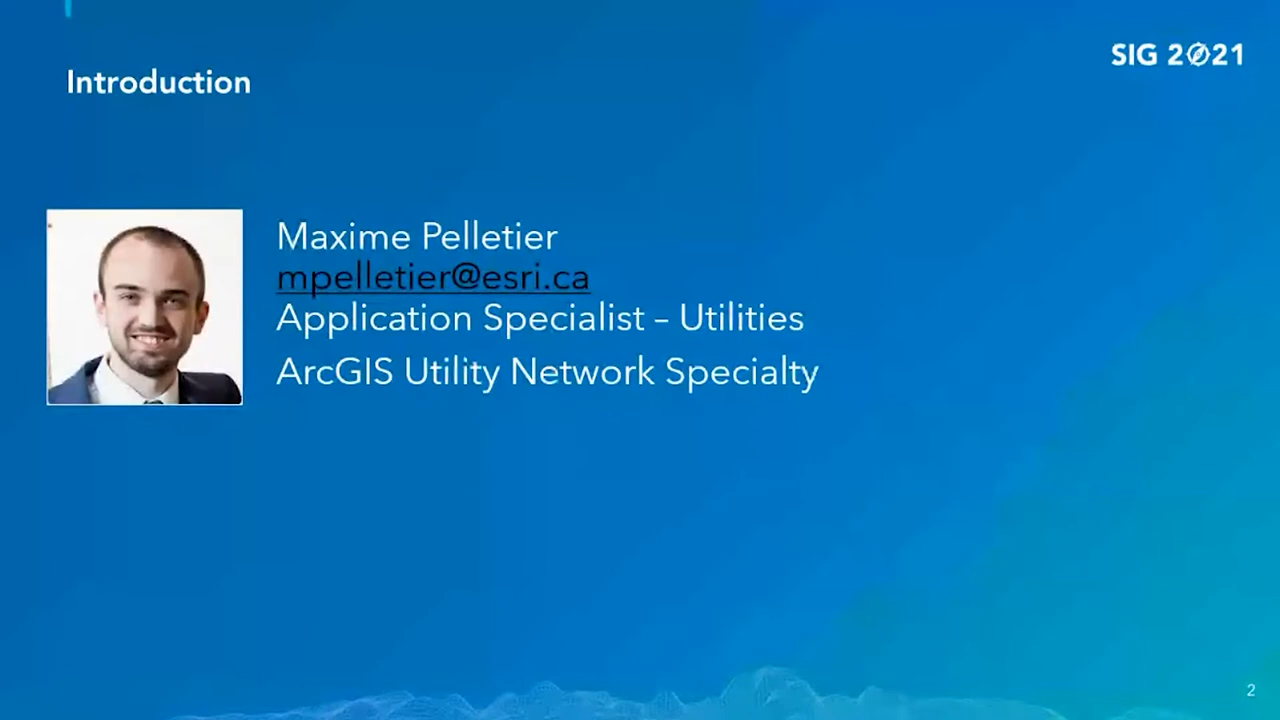 SIG 2021
Introduction
Maxime Pelletier
mpelletier@esri.ca
Application Specialist – Utilities
ArcGIS Utility Network Specialty
2